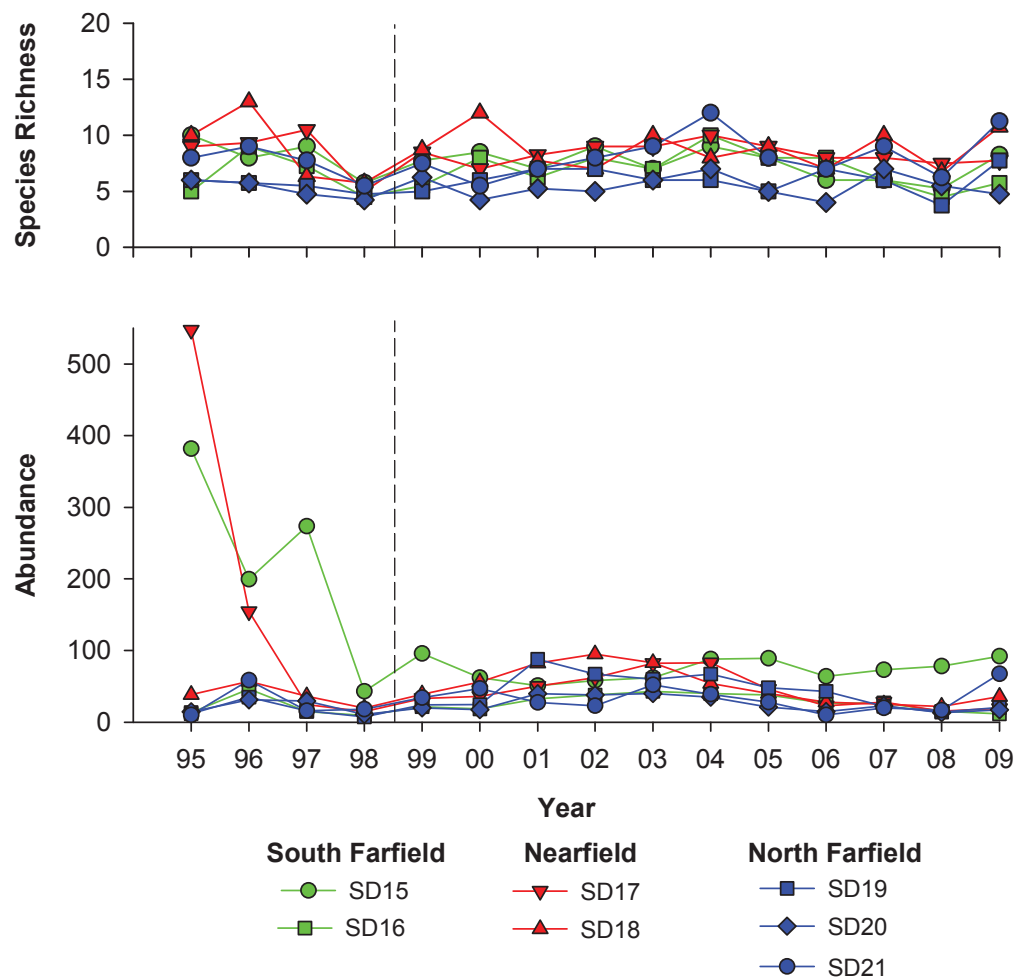 Species Richness
20
15
10
5
0
Abundance
500
400
300
200
100
0
95 96 97 98 99 00 01 02 03 04 05 06 07 08 09
Year
South Farfield Nearfield North Farfield
SD15 SD17 SD19
SD16 SD18 SD20
SD21